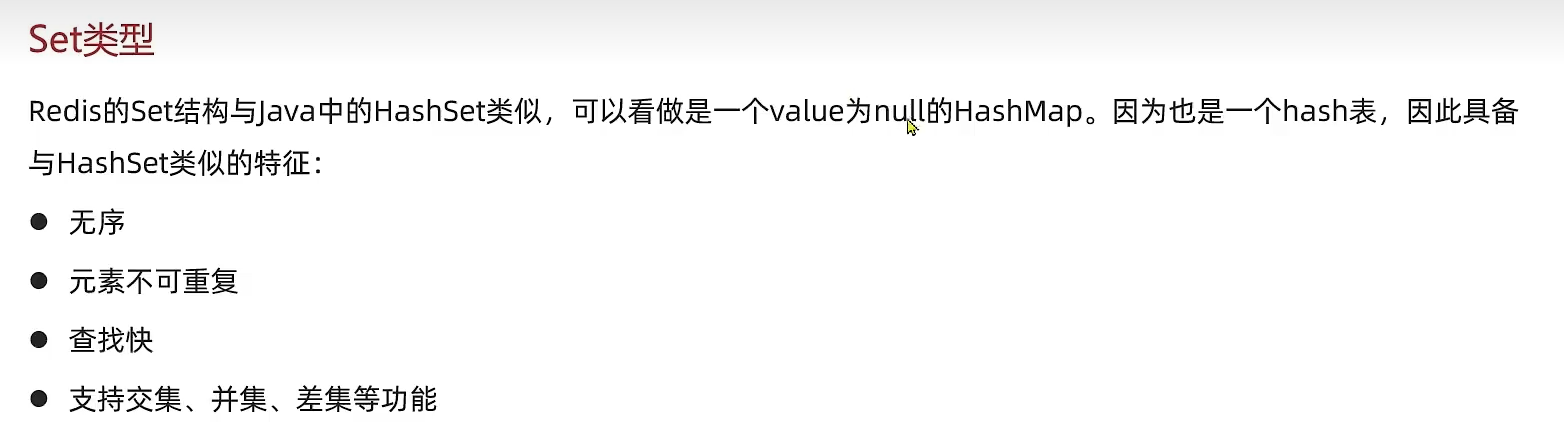 Set类型
Redis的Set结构与Java中的HashSet类似，可以看做是一个value为null的HashMap。因为也是一个hash表，因此具备
与HashSet类似的特征：
● 无序
● 元素不可重复
● 查找快
● 支持交集、并集、差集等功能